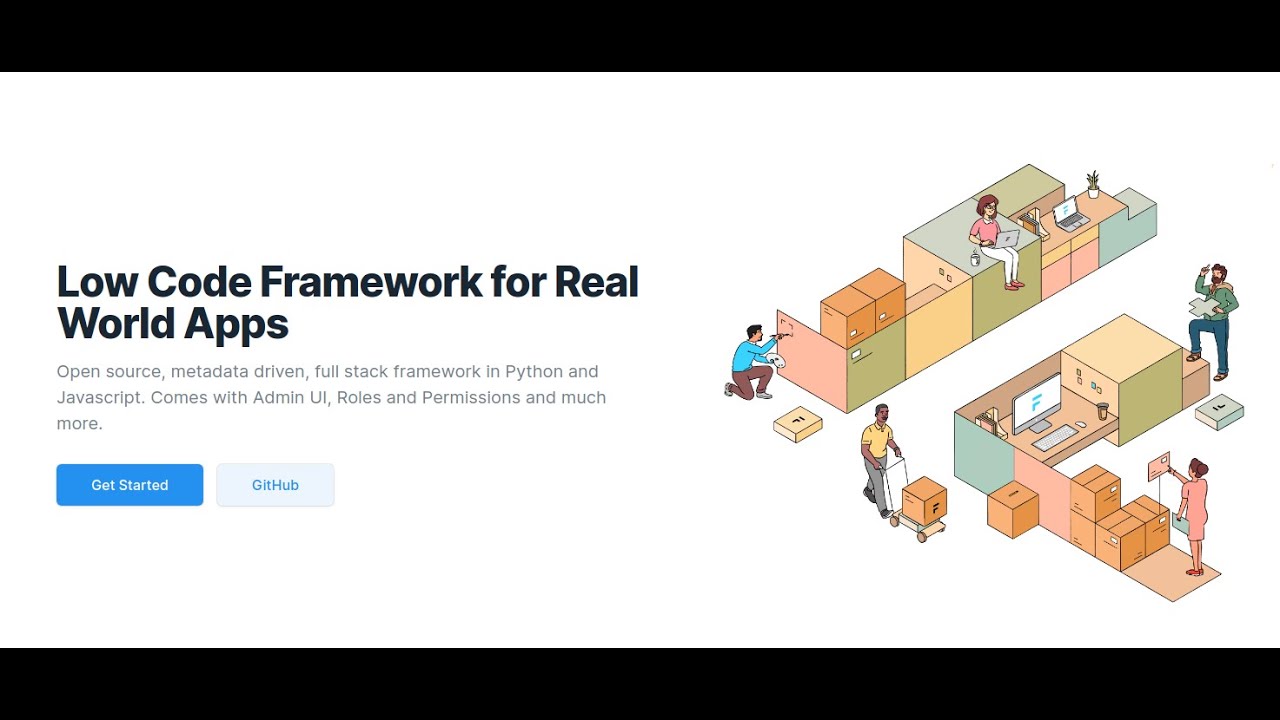 Low Code Framework for Real
World Apps
Open source, metadata driven, full stack framework in Python and
Javascript. Comes with Admin UI, Roles and Permissions and much
more.
Get Started
GitHub